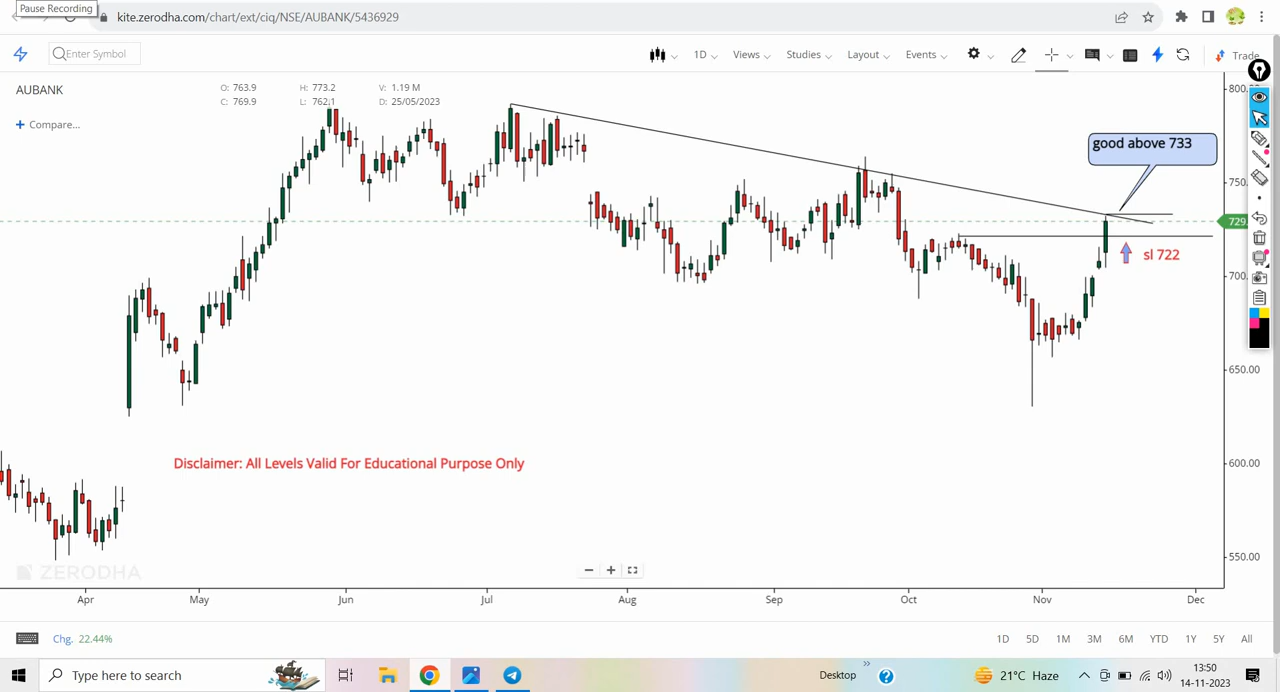 Pause Recording
kite.zerodha.com/chart/ext/ciq/NSE/AUBANK/5436929
Enter Symbol
1D Views Studies Layout Events Trade
AUBANK
O: 763.9 H: 773.2 V: 1.19 M
C: 769.9 L: 762.1 D: 25/05/2023
+ Compare...
800.
good above 733
750.
729
sl 722
700.
650.00
Disclaimer: All Levels Valid For Educational Purpose Only
600.00
550.00
ZERODHA
Apr May Jun Jul Aug Sep Oct Nov Dec
Chg. 22.44%
1D 5D 1M 3M 6M YTD 1Y 5Y All
Type here to search
Desktop
21°C Haze
13:50
14-11-2023